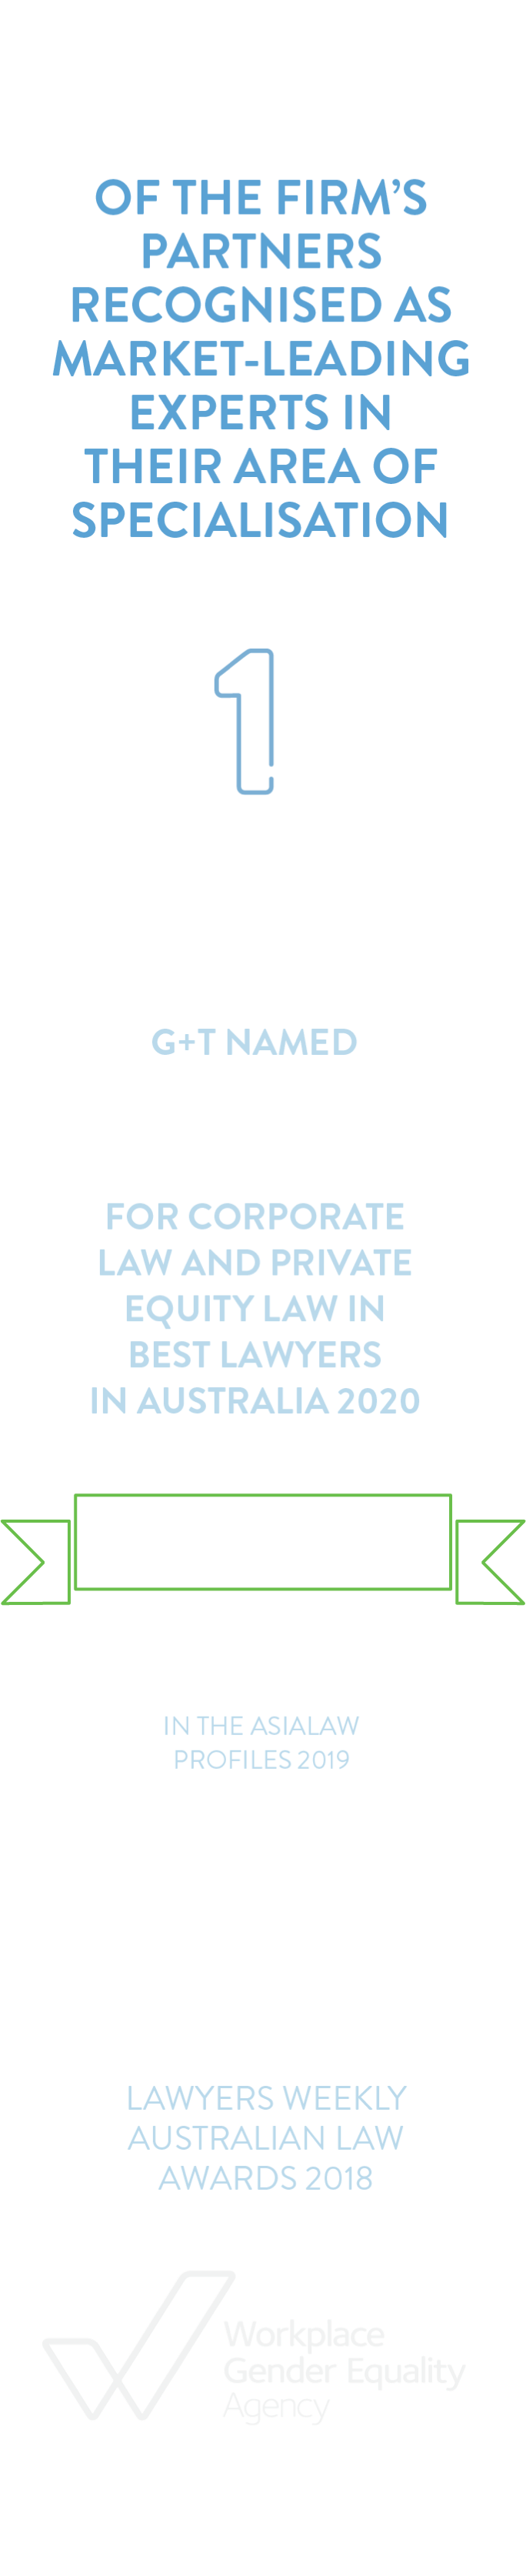 OF THE FIRM’S
PARTNERS
RECOGNISED AS
MARKET-LEADING
EXPERTS IN
THEIR AREA OF
SPECIALISATION
1
G+T NAMED
FOR CORPORATE
LAW AND PRIVATE
EQUITY LAW IN
BEST LAWYERS
IN AUSTRALIA 2020
IN THE ASIALAW
PROFILES 2019
LAWYERS WEEKLY
AUSTRALIAN LAW
AWARDS 2018
Workplace
Gender Equality
Agency